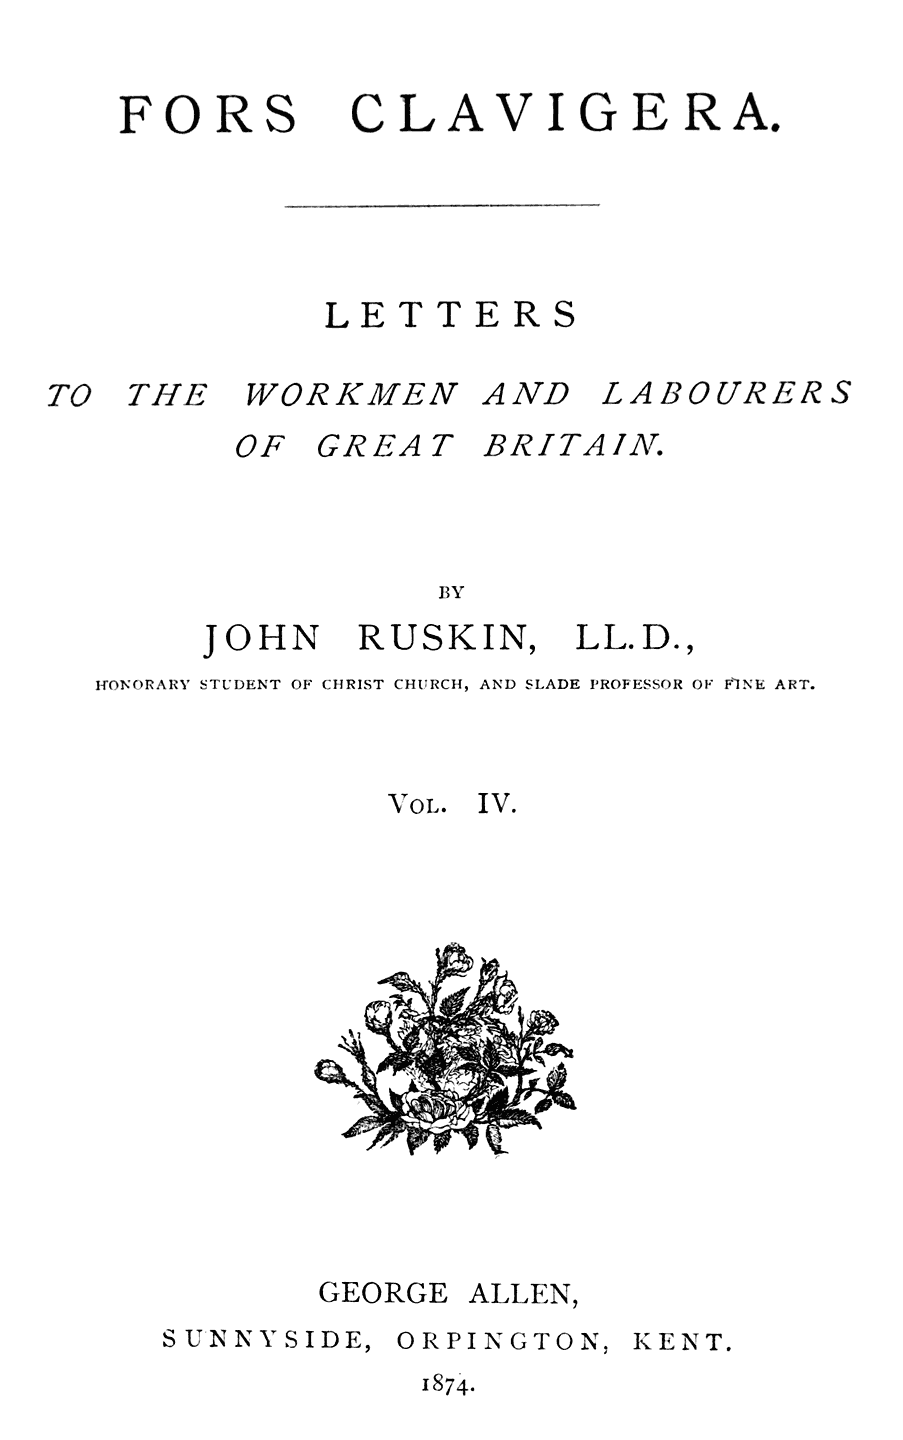 FORS CLAVIGERA.
LETTERS
TO THE WORKMEN AND LABOURERS
OF GREAT BRITAIN.
BY
JOHN RUSKIN, LL.D.,
HONORARY STUDENT OF CHRIST CHURCH, AND SLADE PROFESSOR OF FINE ART.
VOL. IV.
GEORGE ALLEN,
SUNNYSIDE, ORPINGTON, KENT.
1874.